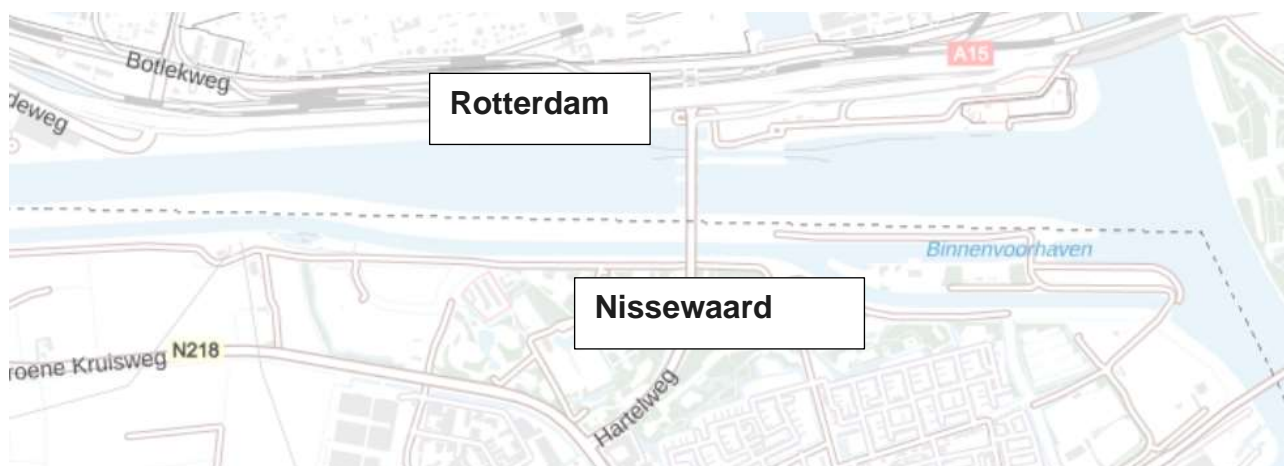 Botlekweg
A15
deweg
Rotterdam
Binnenvoorhaven
Nissewaard
N218
roene Kruisweg
Hartelweg